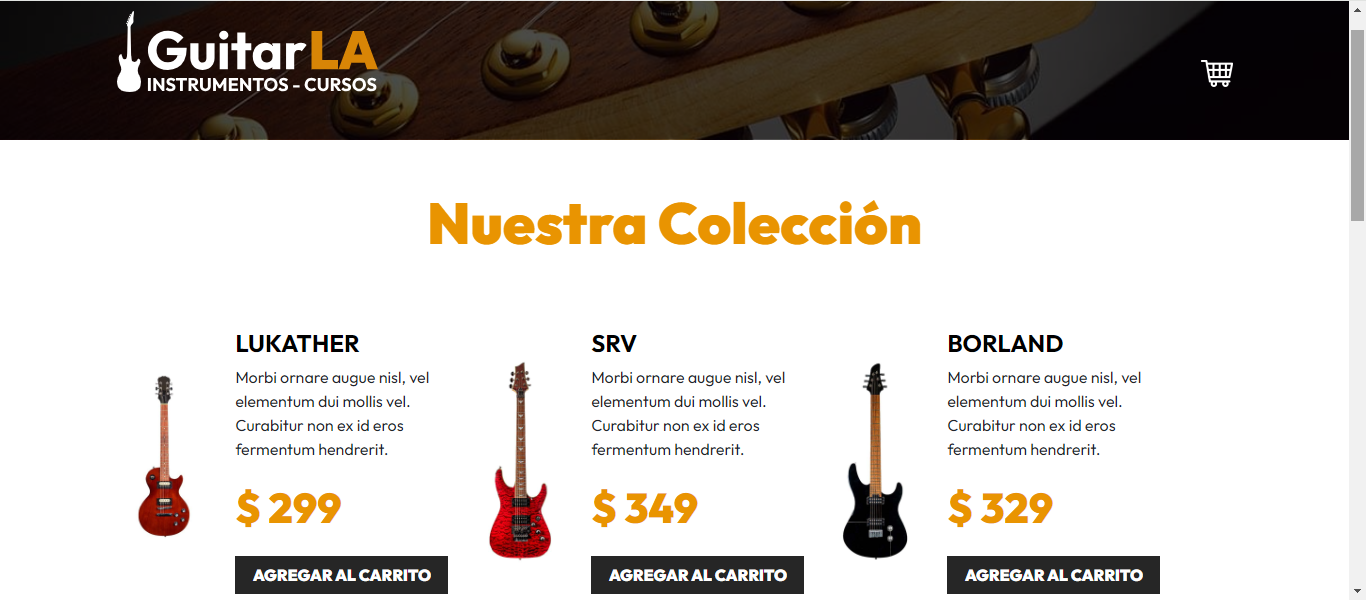 GuitarLA
INSTRUMENTOS - CURSOS
Nuestra Colección
LUKATHER
Morbi ornare augue nisl, vel
elementum dui mollis vel.
Curabitur non ex id eros
fermentum hendrerit.
$ 299
AGREGAR AL CARRITO
SRV
Morbi ornare augue nisl, vel
elementum dui mollis vel.
Curabitur non ex id eros
fermentum hendrerit.
$ 349
AGREGAR AL CARRITO
BORLAND
Morbi ornare augue nisl, vel
elementum dui mollis vel.
Curabitur non ex id eros
fermentum hendrerit.
$ 329
AGREGAR AL CARRITO